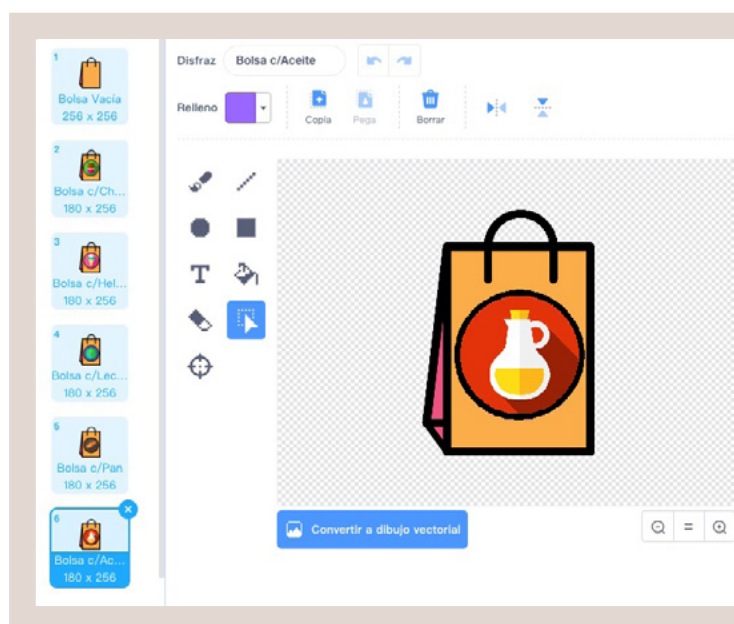 1
Bolsa Vacía
256 x 256
2
Bolsa c/Ch...
180 x 256
3
Bolsa c/Hel...
180 x 256
4
Bolsa c/Lec...
180 x 256
5
Bolsa c/Pan
180 x 256
6
Bolsa c/Ac...
180 x 256
Disfraz Bolsa c/Aceite
Relleno
Copia Pega Borrar
T
Convertir a dibujo vectorial
=